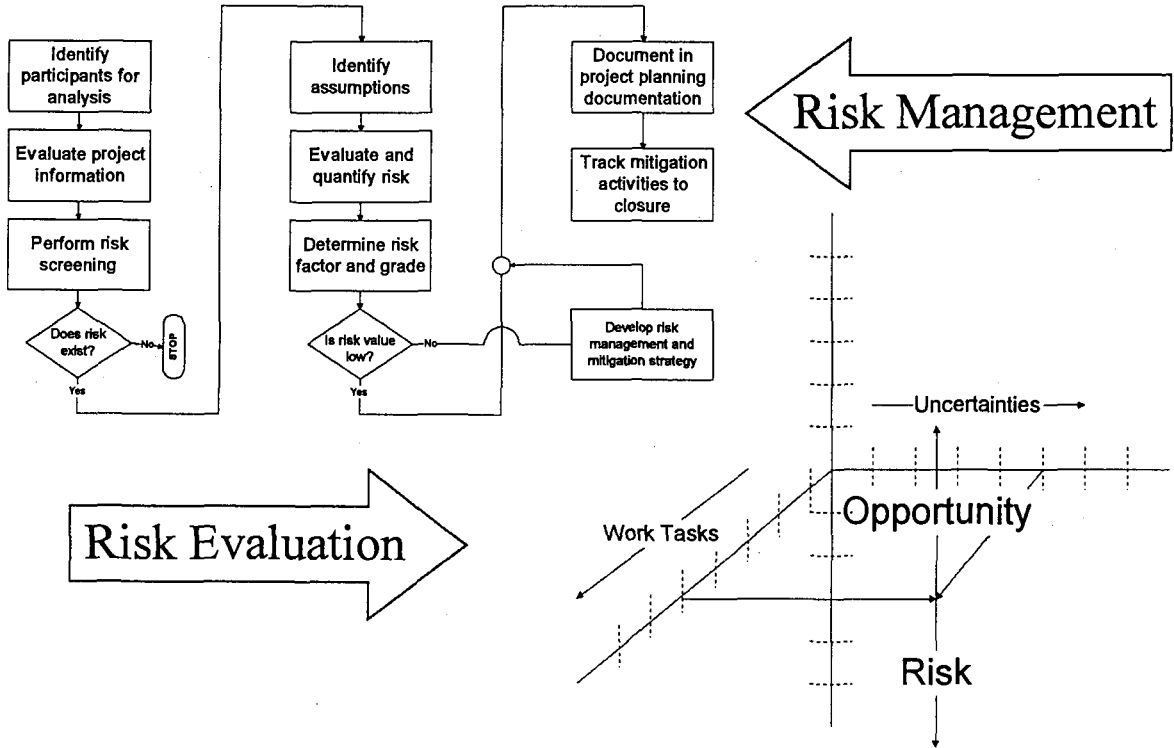 Identify
participants for
analysis
Evaluate project
information
Perform risk
screening
Does risk
exist?
No
STOP
Yes
Identify
assumptions
Evaluate and
quantify risk
Determine risk
factor and grade
Is risk value
low?
No
Yes
Document in
project planning
documentation
Track mitigation
activities to
closure
Develop risk
management and
mitigation strategy
Risk Management
Risk Evaluation
Uncertainties
Opportunity
Work Tasks
Risk